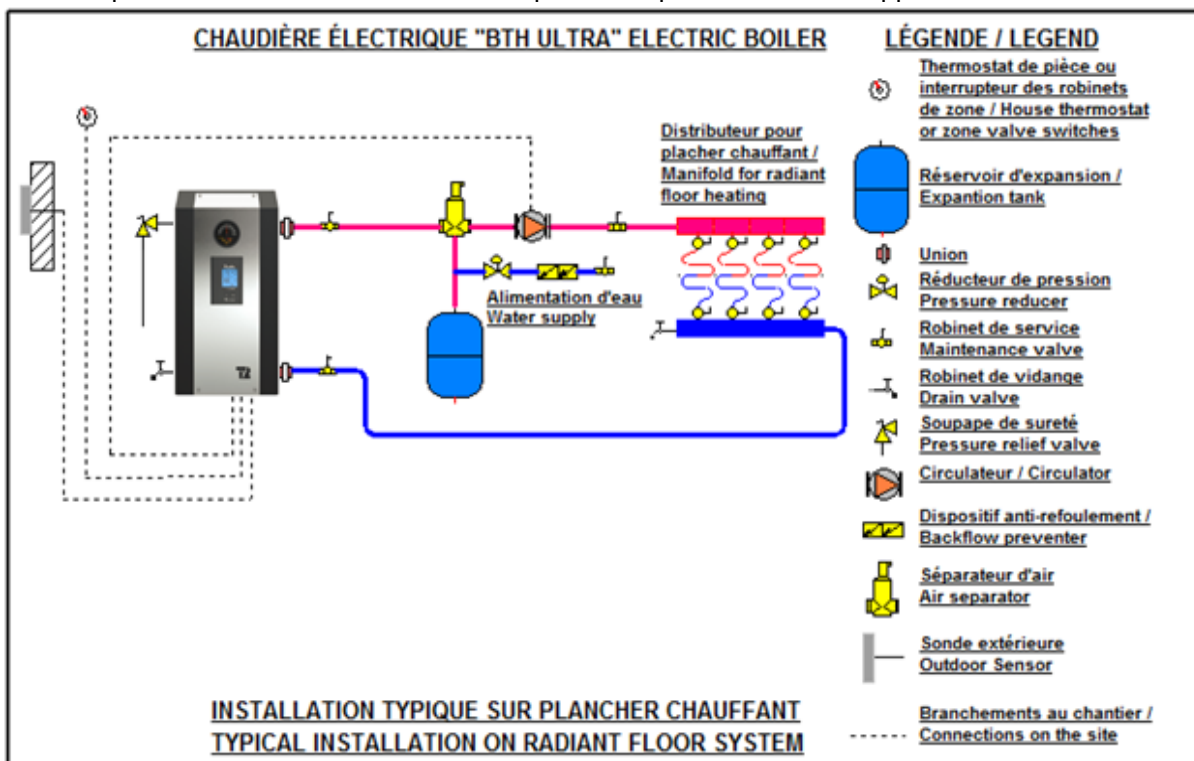 CHAUDIÈRE ÉLECTRIQUE "BTH ULTRA" ELECTRIC BOILER
LÉGENDE / LEGEND
Thermostat de pièce ou
interrupteur des robinets
de zone / House thermostat
or zone valve switches
Distributeur pour
placher chauffant /
Manifold for radiant
floor heating
Réservoir d'expansion /
Expantion tank
Union
Réducteur de pression
Pressure reducer
Alimentation d'eau
Water supply
Robinet de service
Maintenance valve
Robinet de vidange
Drain valve
Soupape de sureté
Pressure relief valve
Circulateur / Circulator
Dispositif anti-refoulement /
Backflow preventer
Séparateur d'air
Air separator
Sonde extérieure
Outdoor Sensor
Branchements au chantier /
Connections on the site
INSTALLATION TYPIQUE SUR PLANCHER CHAUFFANT
TYPICAL INSTALLATION ON RADIANT FLOOR SYSTEM